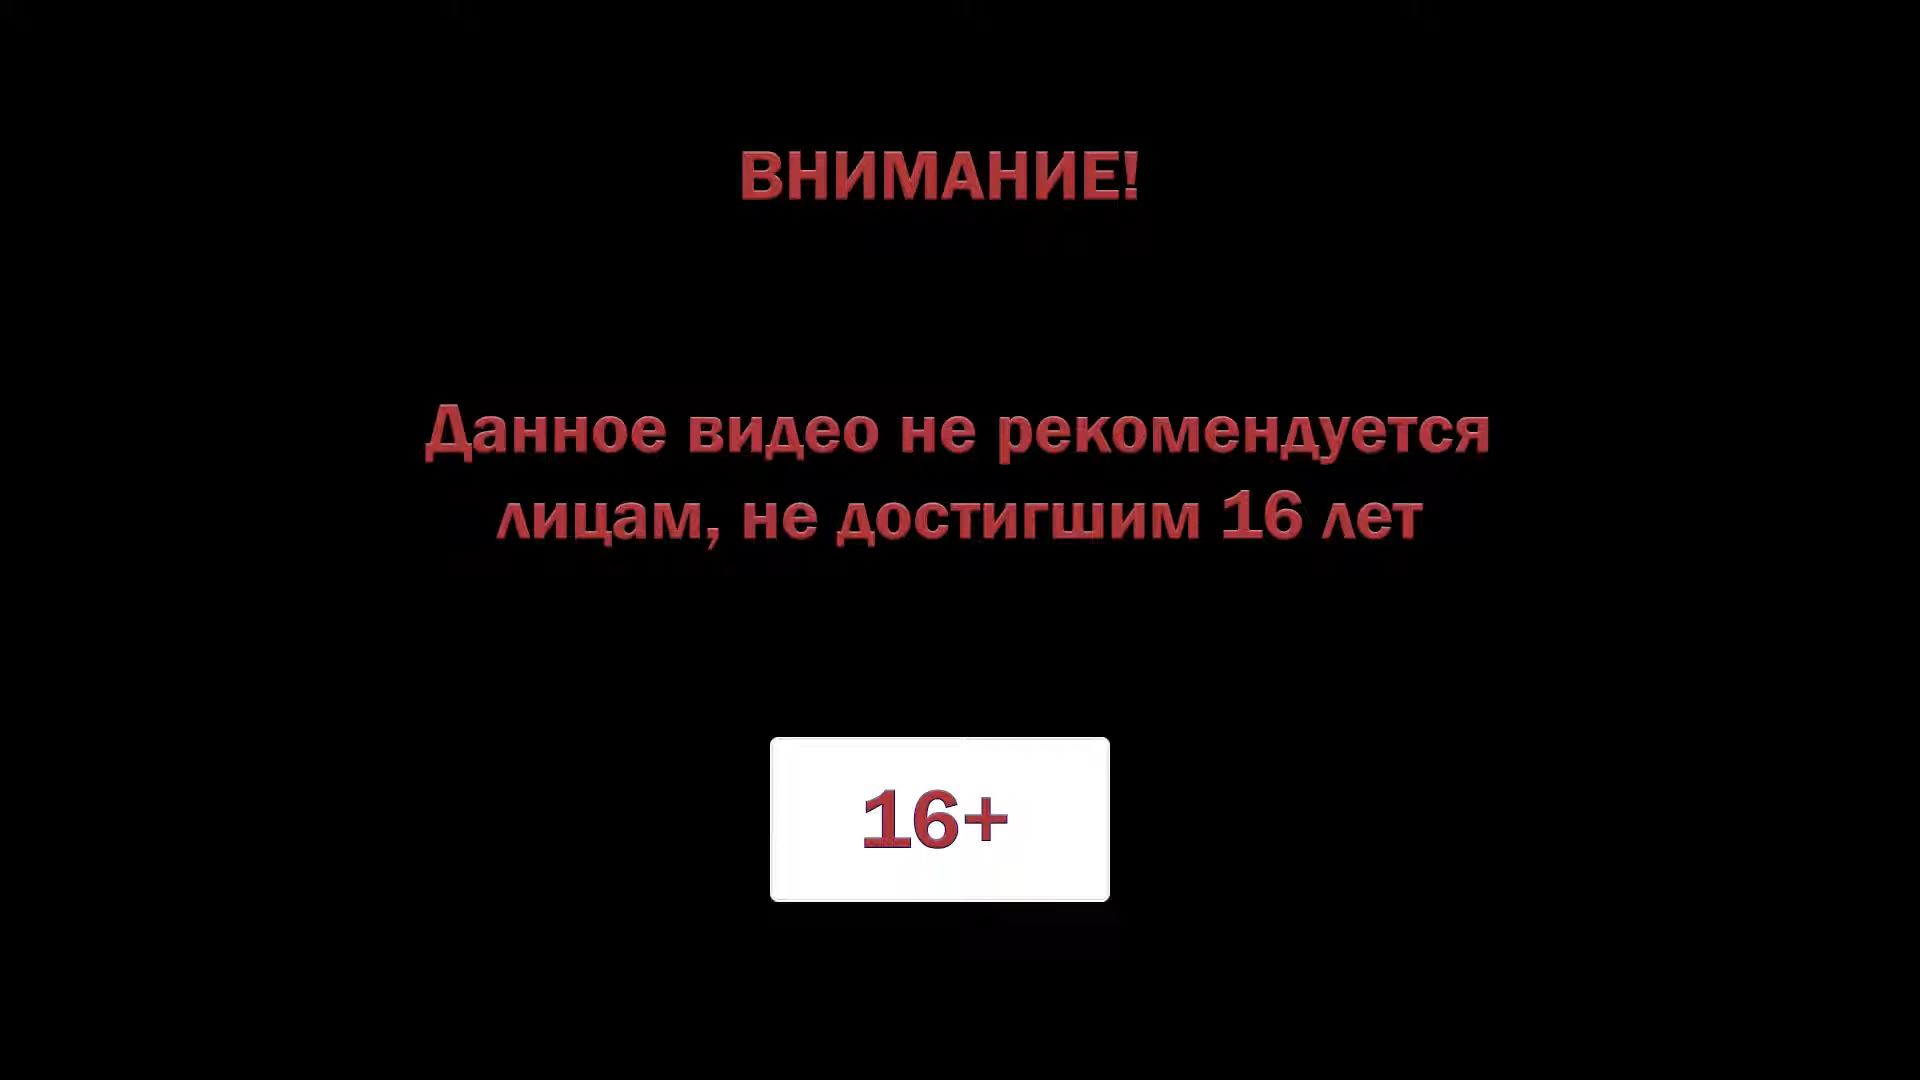 ВНИМАНИЕ!
Данное видео не рекомендуется
лицам, не достигшим 16 лет
16+